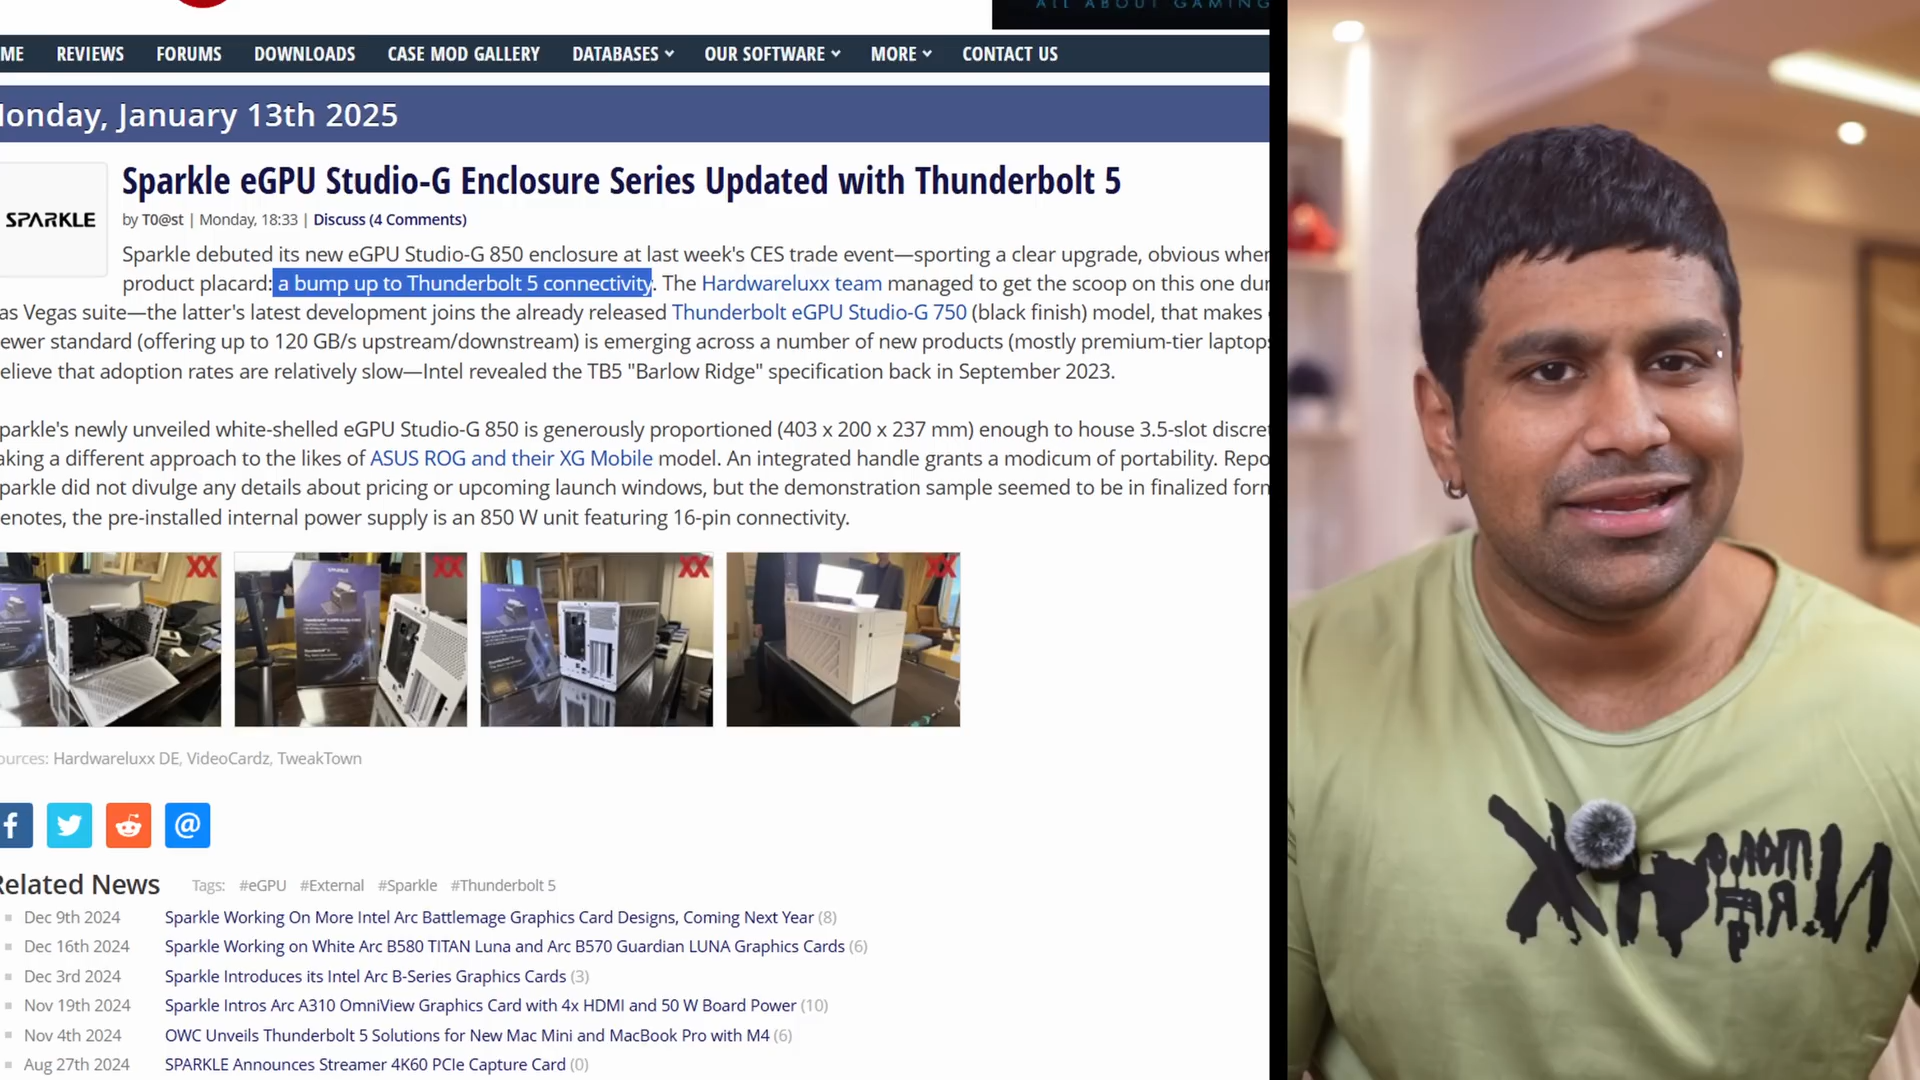 ALL ABOUT GAMING
ME REVIEWS FORUMS DOWNLOADS CASE MOD GALLERY DATABASES OUR SOFTWARE MORE CONTACT US
onday, January 13th 2025
SPARKLE
Sparkle eGPU Studio-G Enclosure Series Updated with Thunderbolt 5
by T0@st | Monday, 18:33 | Discuss (4 Comments)
Sparkle debuted its new eGPU Studio-G 850 enclosure at last week's CES trade event—sporting a clear upgrade, obvious when
product placard: a bump up to Thunderbolt 5 connectivity. The Hardwareluxx team managed to get the scoop on this one dur
as Vegas suite—the latter's latest development joins the already released Thunderbolt eGPU Studio-G 750 (black finish) model, that makes
ewer standard (offering up to 120 GB/s upstream/downstream) is emerging across a number of new products (mostly premium-tier laptop
elieve that adoption rates are relatively slow—Intel revealed the TB5 "Barlow Ridge" specification back in September 2023.
parkle's newly unveiled white-shelled eGPU Studio-G 850 is generously proportioned (403 x 200 x 237 mm) enough to house 3.5-slot discre
aking a different approach to the likes of ASUS ROG and their XG Mobile model. An integrated handle grants a modicum of portability. Repo
parkle did not divulge any details about pricing or upcoming launch windows, but the demonstration sample seemed to be in finalized for
enotes, the pre-installed internal power supply is an 850 W unit featuring 16-pin connectivity.
XX XX XX XX
ources: Hardwareluxx DE, VideoCardz, TweakTown
Related News Tags: #eGPU #External #Sparkle #Thunderbolt 5
Dec 9th 2024 Sparkle Working On More Intel Arc Battlemage Graphics Card Designs, Coming Next Year (8)
Dec 16th 2024 Sparkle Working on White Arc B580 TITAN Luna and Arc B570 Guardian LUNA Graphics Cards (6)
Dec 3rd 2024 Sparkle Introduces its Intel Arc B-Series Graphics Cards (3)
Nov 19th 2024 Sparkle Intros Arc A310 OmniView Graphics Card with 4x HDMI and 50 W Board Power (10)
Nov 4th 2024 OWC Unveils Thunderbolt 5 Solutions for New Mac Mini and MacBook Pro with M4 (6)
Aug 27th 2024 SPARKLE Announces Streamer 4K60 PCIe Capture Card (0)